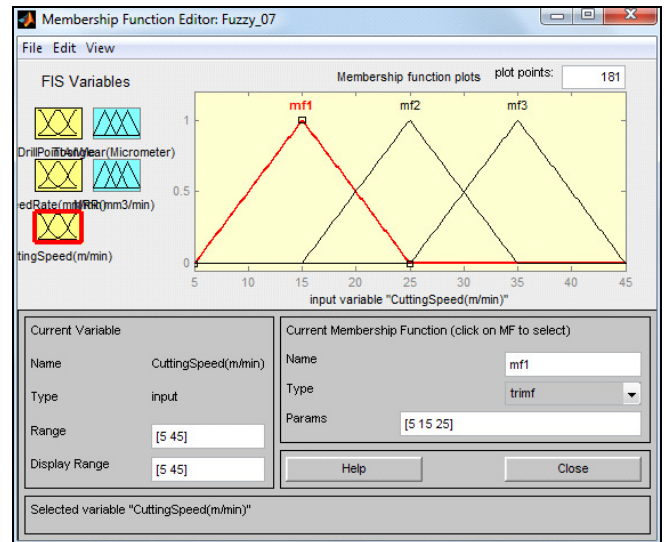 Membership Function Editor: Fuzzy_07
File Edit View
FIS Variables
Membership function plots
plot points:
181
mf1
mf2
mf3
1
0.5
0
5
10
15
20
25
30
35
40
45
input variable "CuttingSpeed(m/min)"
(Micrometer)
mm3/min)
tingSpeed(m/min)
Current Variable
Name
CuttingSpeed(m/min)
Type
input
Range
[5 45]
Display Range
[5 45]
Current Membership Function (click on MF to select)
Name
mf1
Type
trimf
Params
[5 15 25]
Help
Close
Selected variable "CuttingSpeed(m/min)"